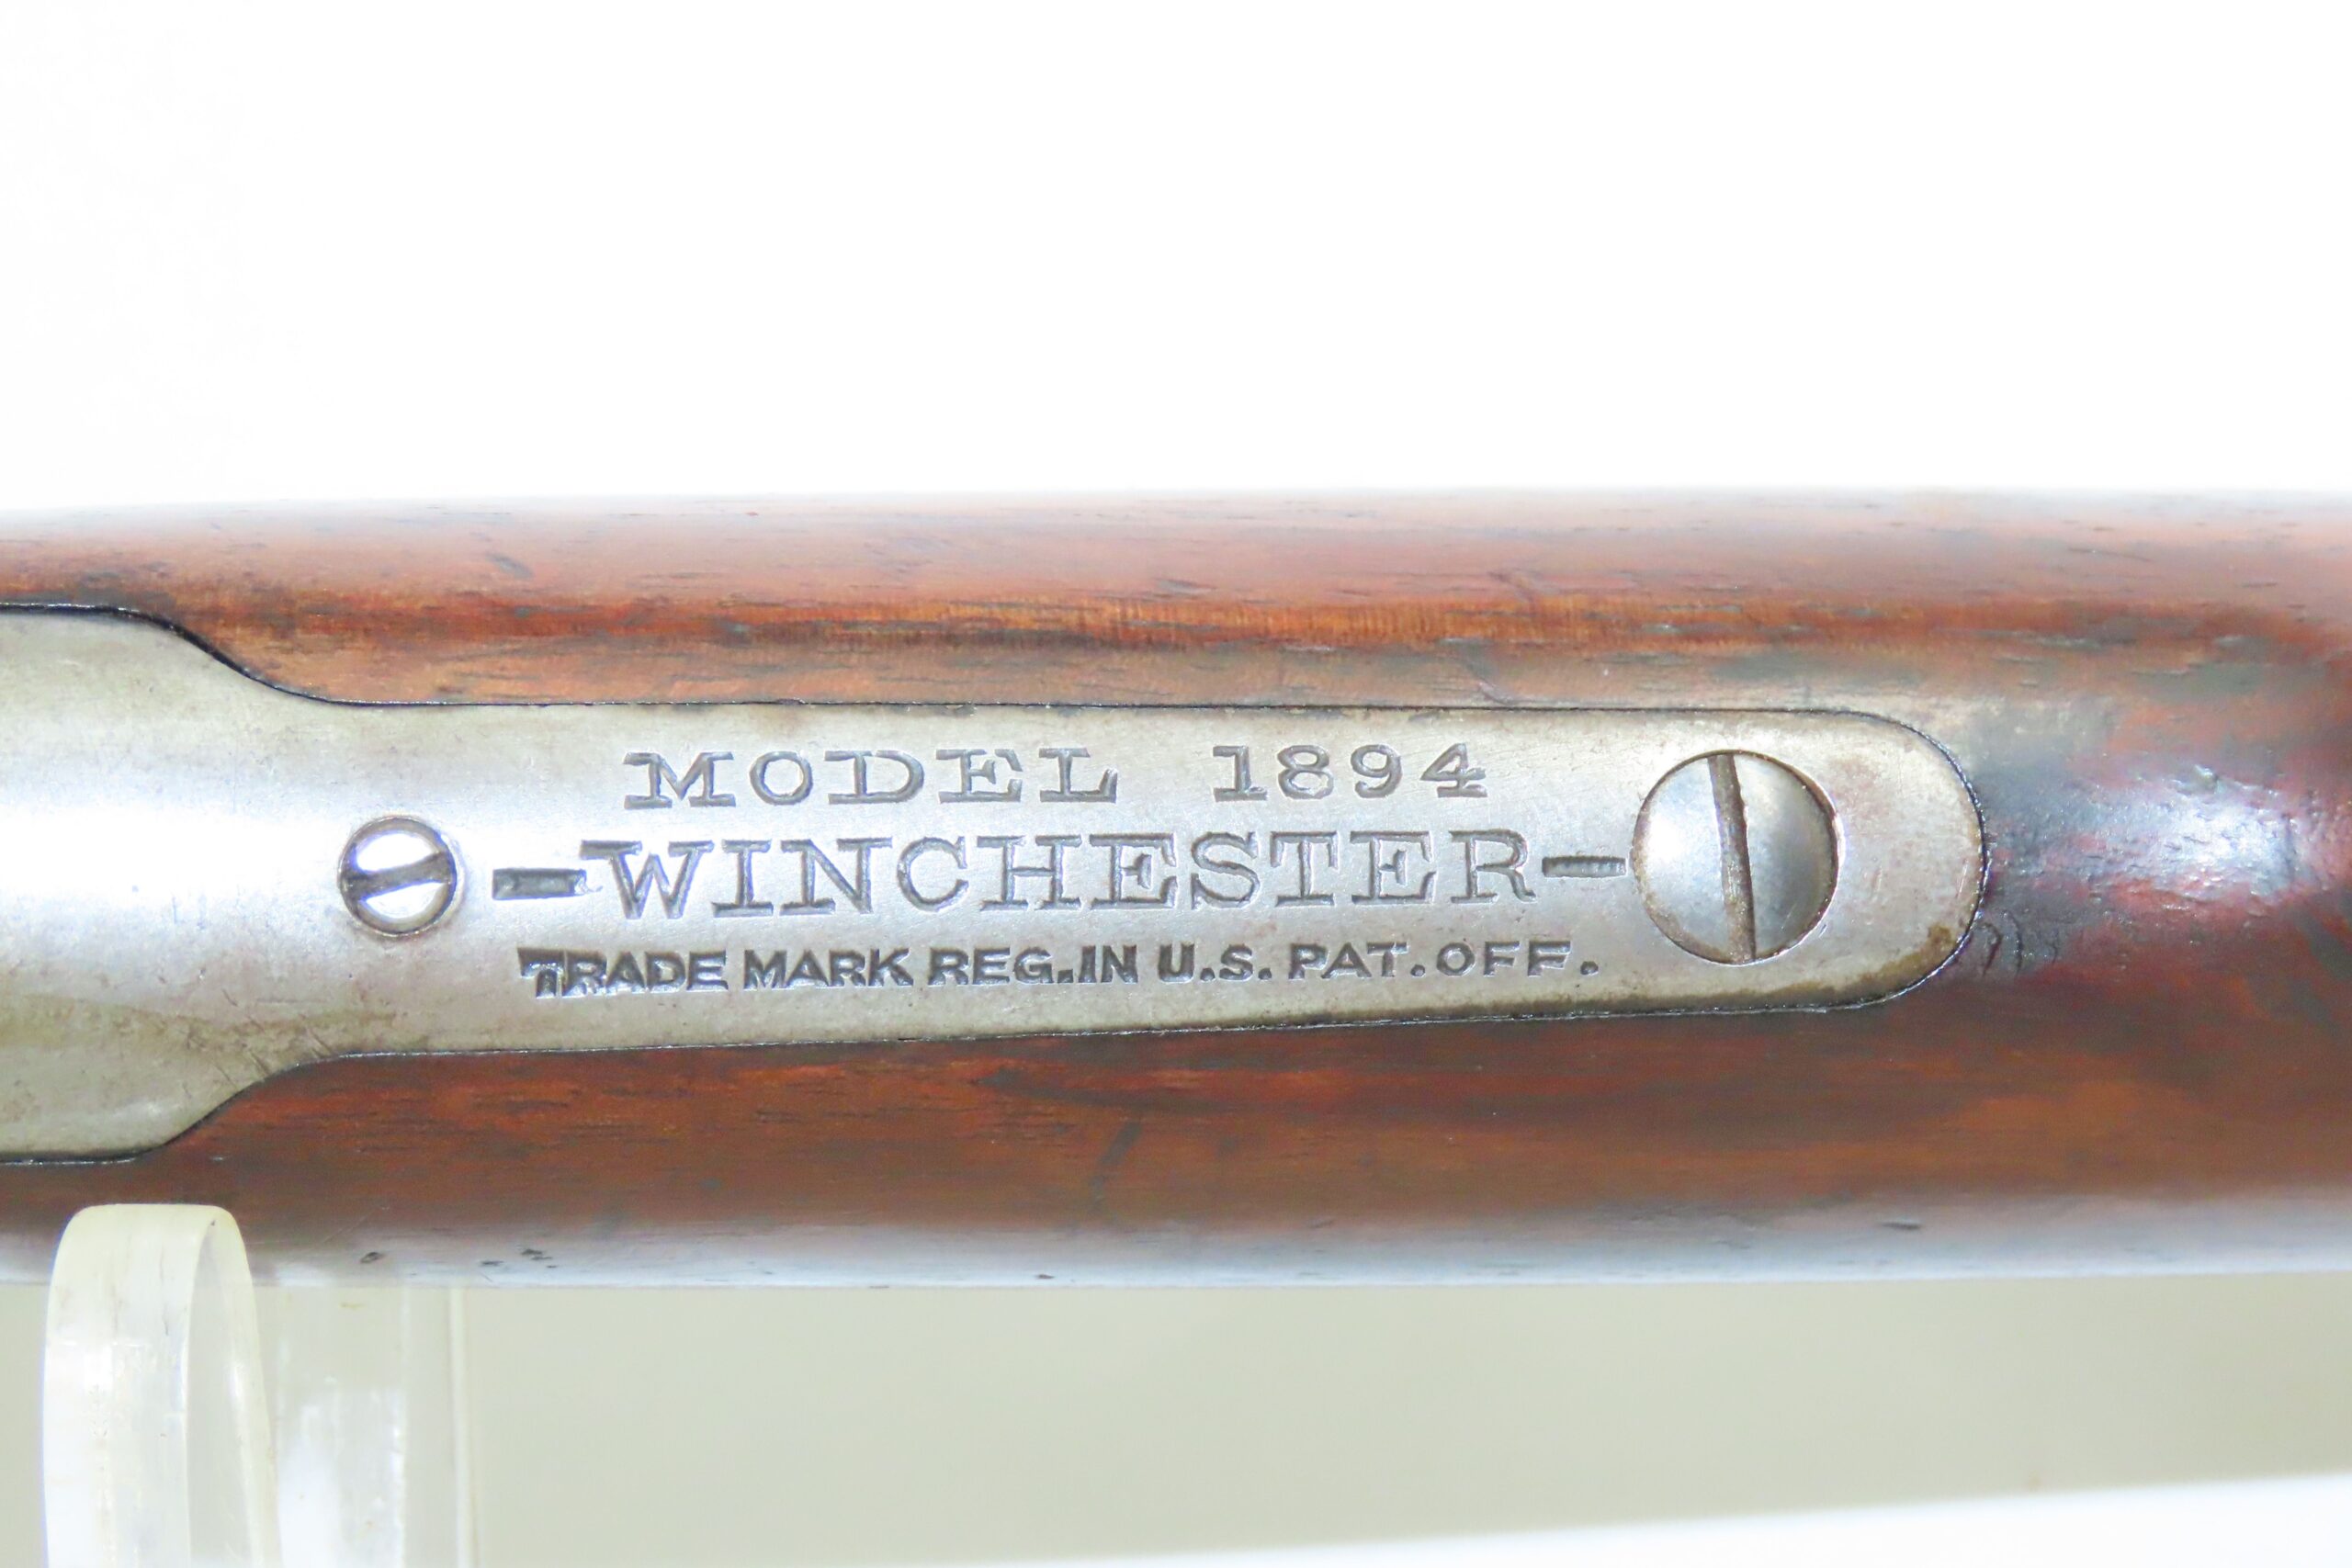 MODEL 1894
-WINCHESTER-
TRADE MARK REG. IN U.S. PAT. OFF.